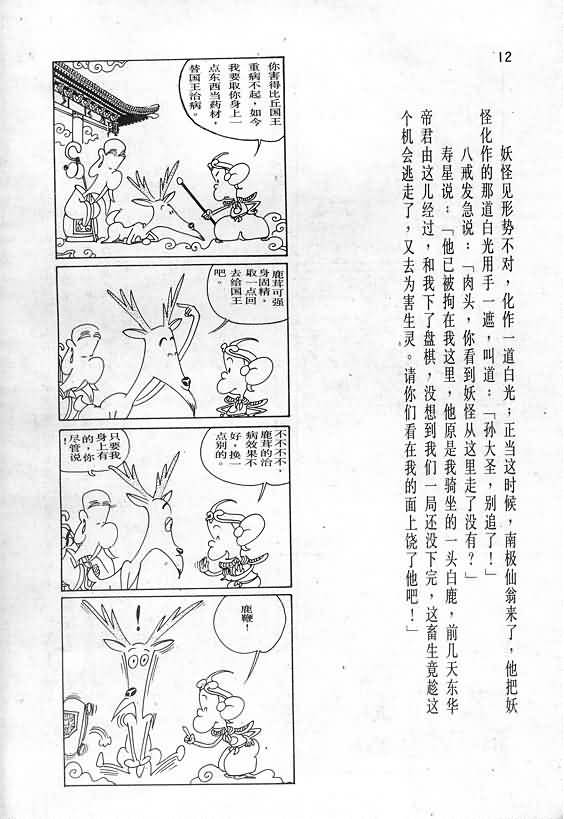 12
妖怪见形势不对，化作一道白光；正当这时候，南极仙翁来了，他把妖
怪化作的那道白光用手一遮，叫道：「孙大圣，别追了！」
八戒发急说：「肉头，你看到妖怪从这里走了没有？」
寿星说：「他已被拘在我这里，他原是我骑坐的一头白鹿，前几天东华
帝君由这儿经过，和我下了盘棋，没想到我们一局还没下完，这畜生竟趁这
个机会逃走了，又去为害生灵。请你们看在我的面上饶了他吧！」
你害得比丘国王
重病不起，如今
我要取你身上一
点东西当药材，
替国王治病。
鹿茸可强
身固精，
取一点回
去给国王
吧。
不不不不，
鹿茸的治
病效果不
好，换一
点别的。
只要我
身上有
的，你
尽管说
！
鹿鞭！
！